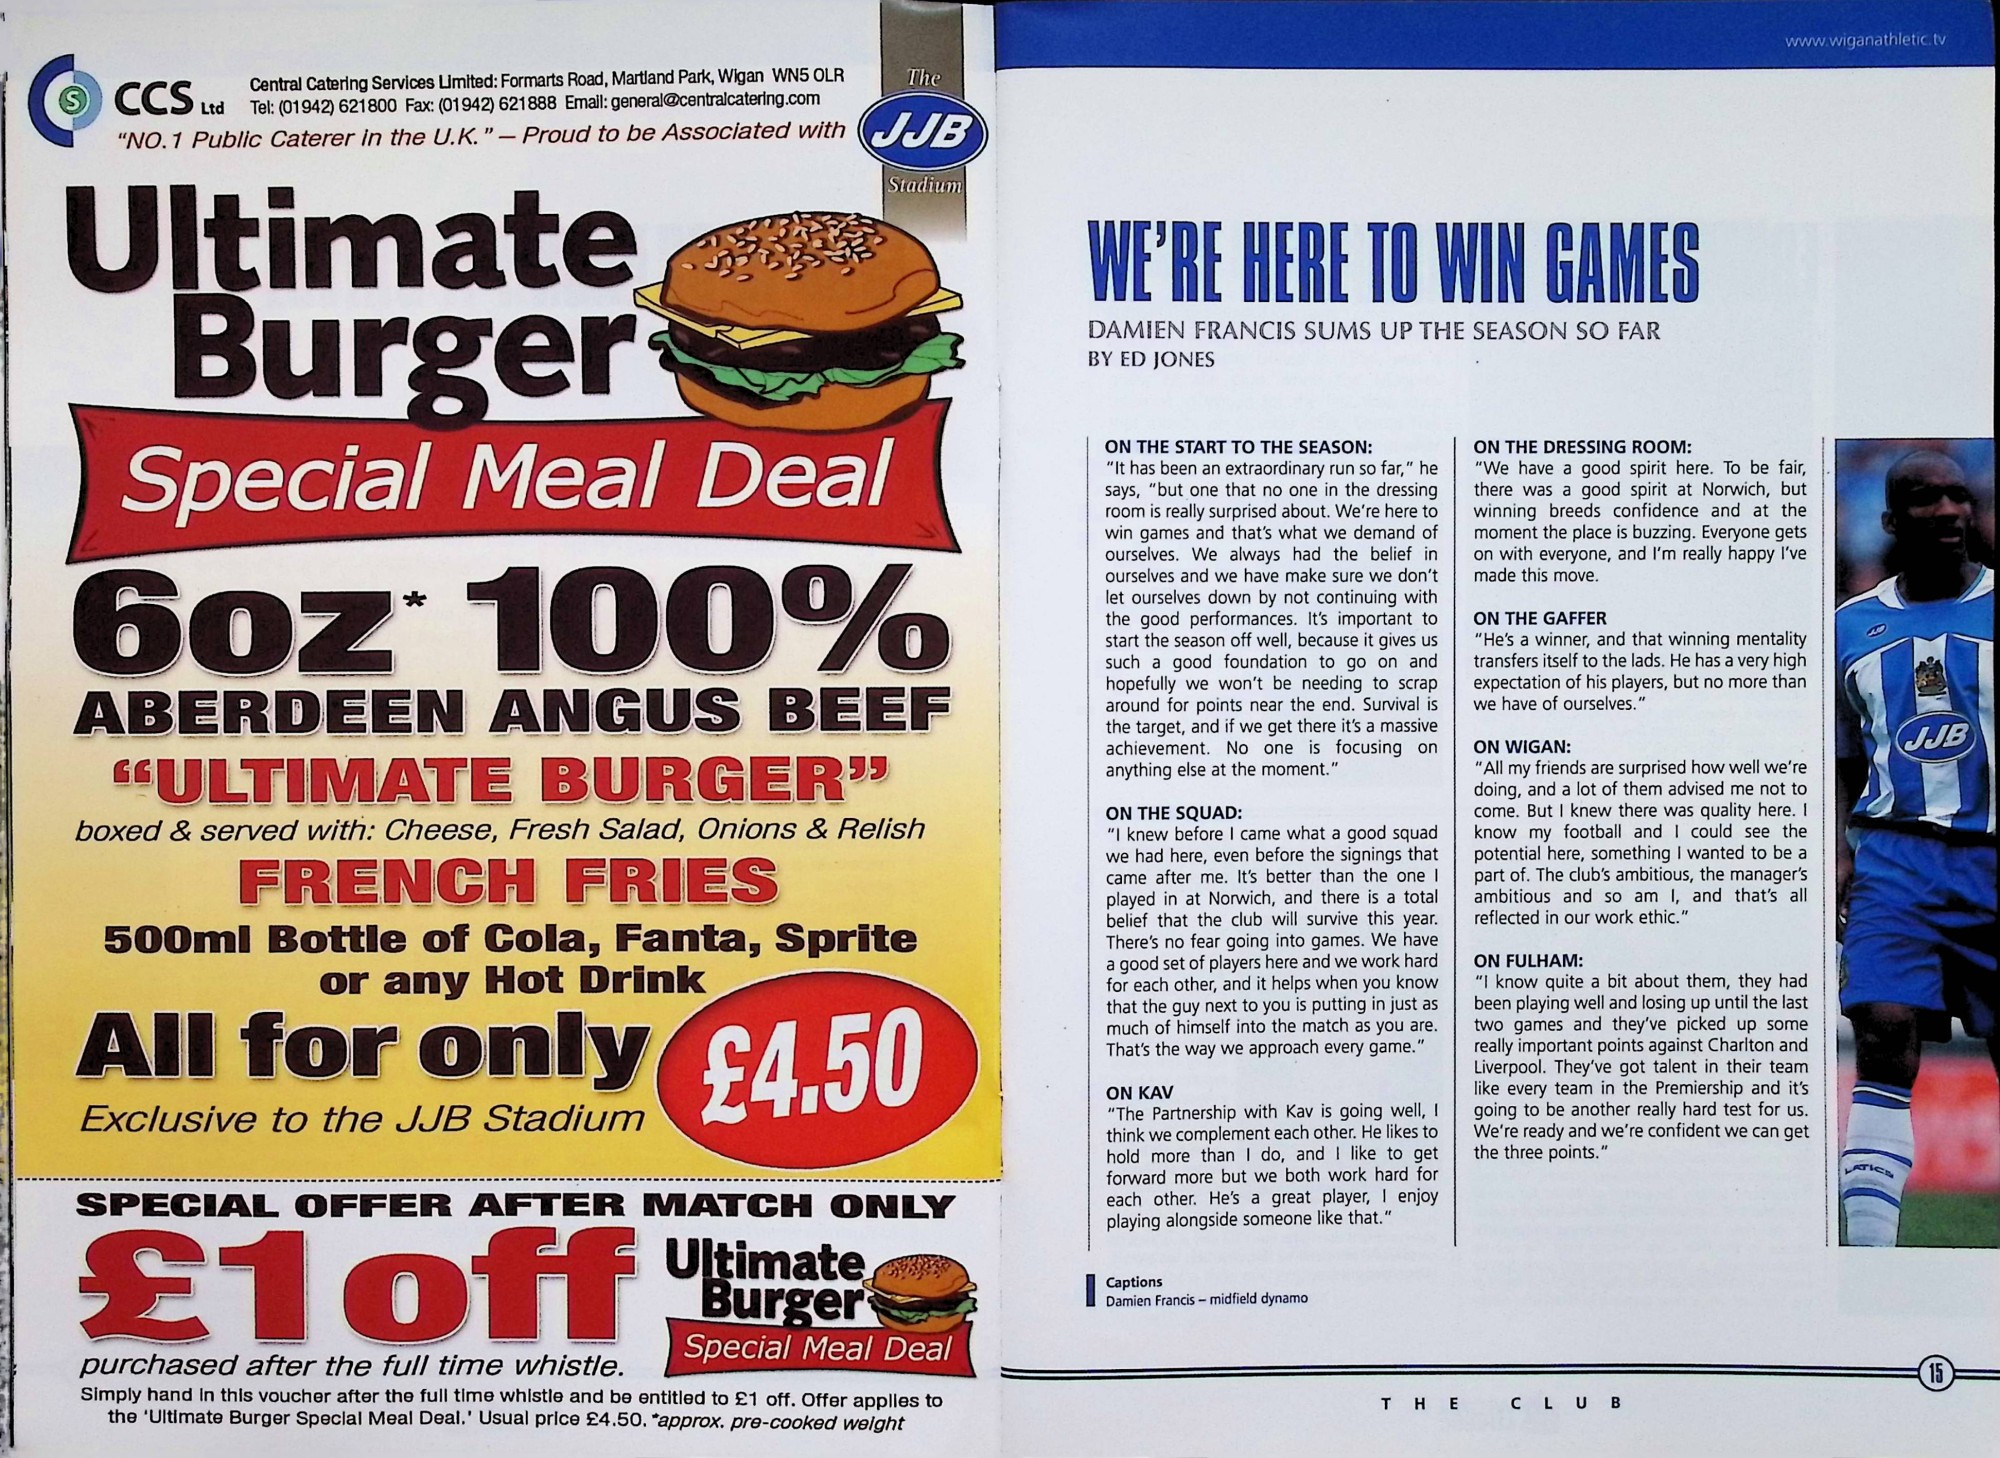 S
CCS Ltd
Central Catering Services Limited: Formarts Road, Martland Park, Wigan WN5 OLR
Tel: (01942) 621800 Fax: (01942) 621888 Email: general@centralcatering.com
"NO.1 Public Caterer in the U.K." – Proud to be Associated with
The
JJB
Stadium
Ultimate
Burger
Special Meal Deal
6oz* 100%
ABERDEEN ANGUS BEEF
"ULTIMATE BURGER"
boxed & served with: Cheese, Fresh Salad, Onions & Relish
FRENCH FRIES
500ml Bottle of Cola, Fanta, Sprite
or any Hot Drink
All for only
£4.50
Exclusive to the JJB Stadium
SPECIAL OFFER AFTER MATCH ONLY
£1off
purchased after the full time whistle.
Ultimate
Burger
Special Meal Deal
Simply hand in this voucher after the full time whistle and be entitled to £1 off. Offer applies to
the 'Ultimate Burger Special Meal Deal.' Usual price £4.50. *approx. pre-cooked weight
www.wiganathletic.tv
WE'RE HERE TO WIN GAMES
DAMIEN FRANCIS SUMS UP THE SEASON SO FAR
BY ED JONES
ON THE START TO THE SEASON:
"It has been an extraordinary run so far," he
says, "but one that no one in the dressing
room is really surprised about. We're here to
win games and that's what we demand of
ourselves. We always had the belief in
ourselves and we have make sure we don't
let ourselves down by not continuing with
the good performances. It's important to
start the season off well, because it gives us
such a good foundation to go on and
hopefully we won't be needing to scrap
around for points near the end. Survival is
the target, and if we get there it's a massive
achievement. No one is focusing on
anything else at the moment."
ON THE SQUAD:
"I knew before I came what a good squad
we had here, even before the signings that
came after me. It's better than the one I
played in at Norwich, and there is a total
belief that the club will survive this year.
There's no fear going into games. We have
a good set of players here and we work hard
for each other, and it helps when you know
that the guy next to you is putting in just as
much of himself into the match as you are.
That's the way we approach every game."
ON KAV
"The Partnership with Kav is going well, I
think we complement each other. He likes to
hold more than I do, and I like to get
forward more but we both work hard for
each other. He's a great player, I enjoy
playing alongside someone like that."
ON THE DRESSING ROOM:
"We have a good spirit here. To be fair,
there was a good spirit at Norwich, but
winning breeds confidence and at the
moment the place is buzzing. Everyone gets
on with everyone, and I'm really happy I've
made this move.
ON THE GAFFER
"He's a winner, and that winning mentality
transfers itself to the lads. He has a very high
expectation of his players, but no more than
we have of ourselves."
ON WIGAN:
"All my friends are surprised how well we're
doing, and a lot of them advised me not to
come. But I knew there was quality here. I
know my football and I could see the
potential here, something I wanted to be a
part of. The club's ambitious, the manager's
ambitious and so am I, and that's all
reflected in our work ethic."
ON FULHAM:
"I know quite a bit about them, they had
been playing well and losing up until the last
two games and they've picked up some
really important points against Charlton and
Liverpool. They've got talent in their team
like every team in the Premiership and it's
going to be another really hard test for us.
We're ready and we're confident we can get
the three points."
JJB
JJB
LATICS
Captions
Damien Francis – midfield dynamo
15
THE CLUB